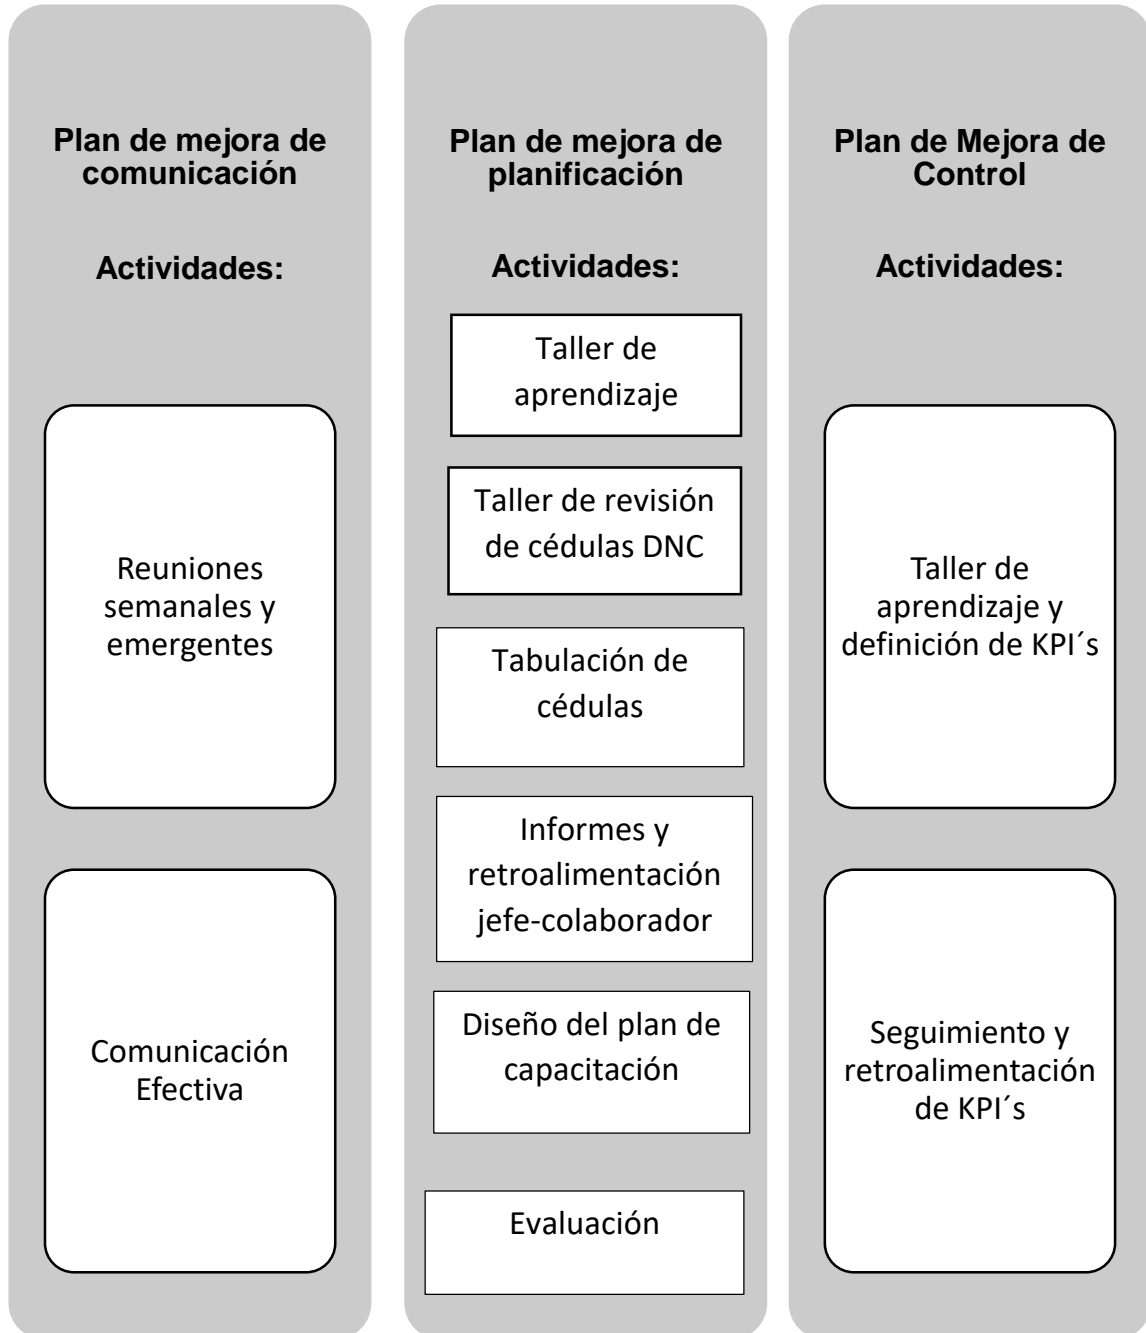 Plan de mejora de
comunicación
Actividades:
Reuniones
semanales y
emergentes
Comunicación
Efectiva
Plan de mejora de
planificación
Actividades:
Taller de
aprendizaje
Taller de revisión
de cédulas DNC
Tabulación de
cédulas
Informes y
retroalimentación
jefe-colaborador
Diseño del plan de
capacitación
Evaluación
Plan de Mejora de
Control
Actividades:
Taller de
aprendizaje y
definición de KPI´s
Seguimiento y
retroalimentación
de KPI´s